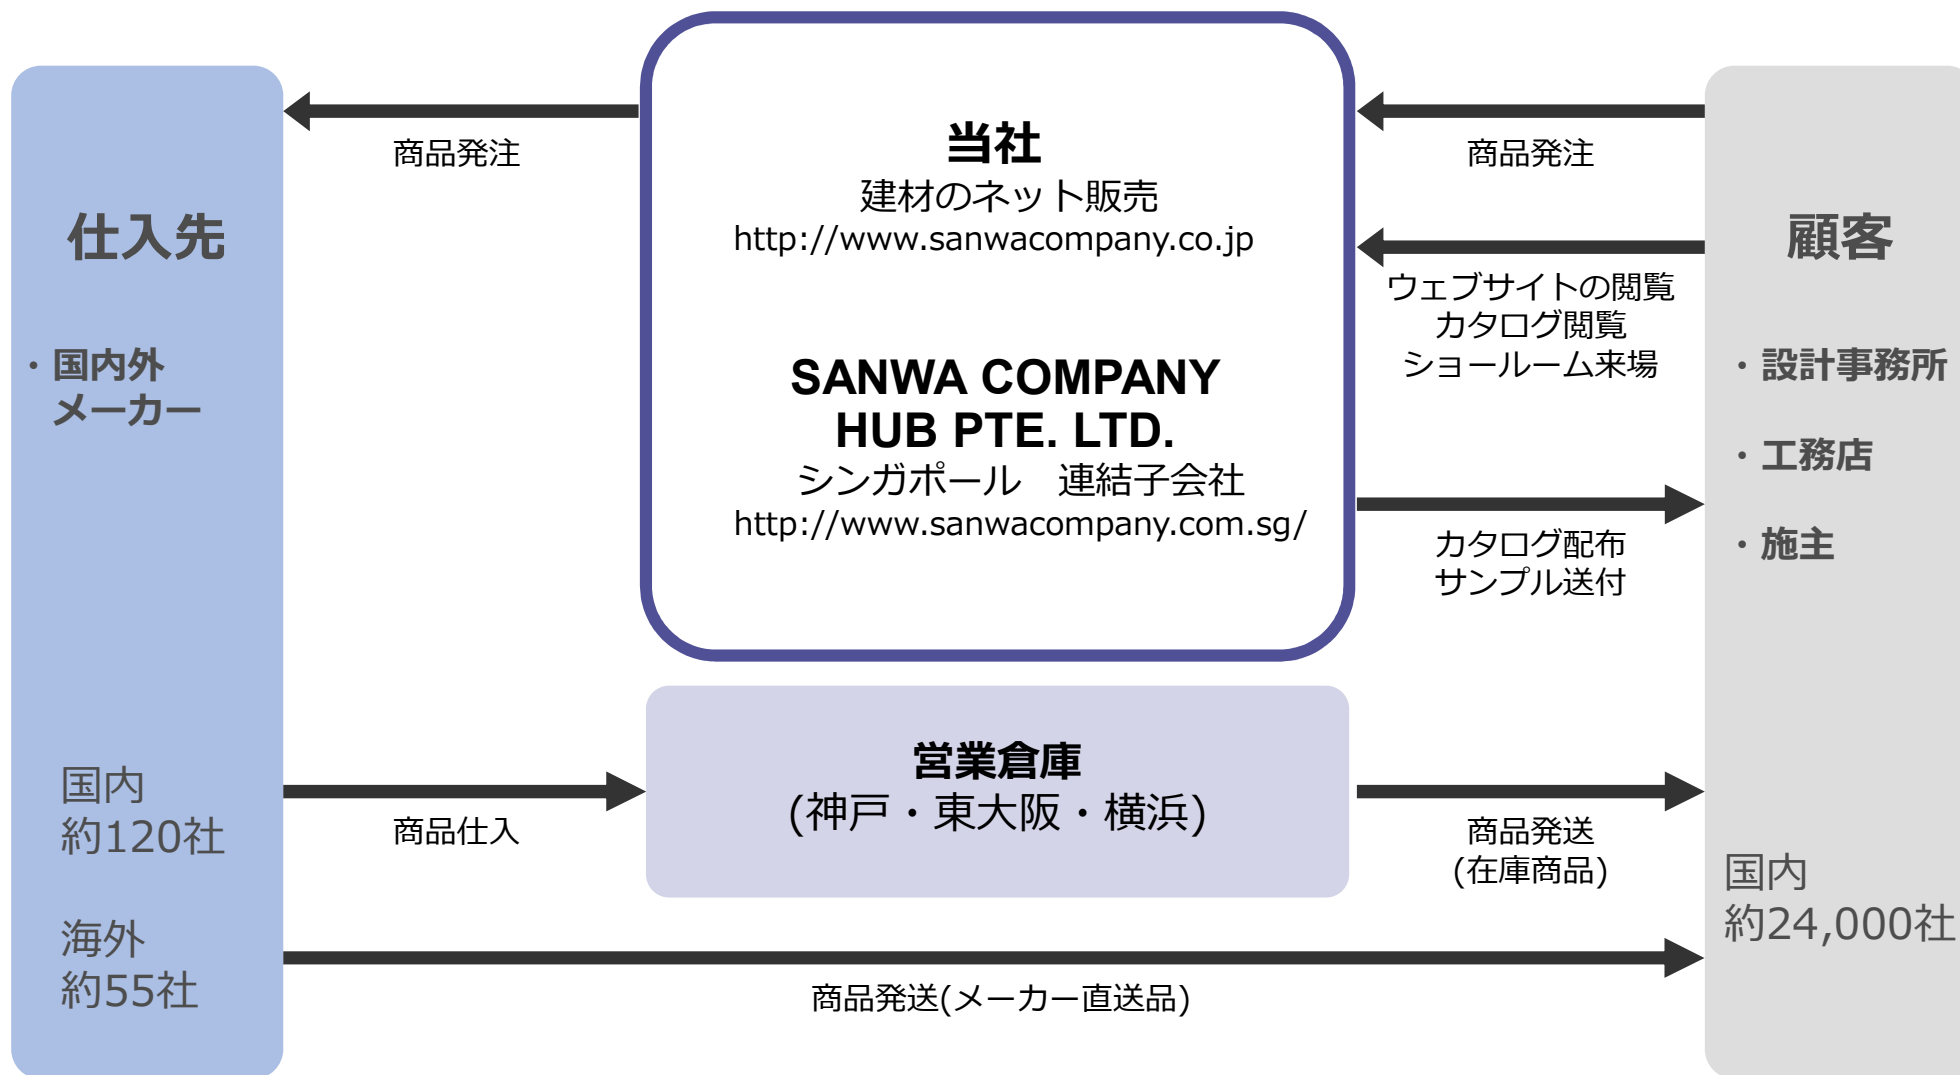 仕入先
・国内外
メーカー
国内
約120社
海外
約55社
商品発注
当社
建材のネット販売
http://www.sanwacompany.co.jp
SANWA COMPANY
HUB PTE. LTD.
シンガポール　連結子会社
http://www.sanwacompany.com.sg/
商品発注
ウェブサイトの閲覧
カタログ閲覧
ショールーム来場
カタログ配布
サンプル送付
商品仕入
営業倉庫
(神戸・東大阪・横浜)
商品発送
(在庫商品)
商品発送(メーカー直送品)
顧客
・設計事務所
・工務店
・施主
国内
約24,000社